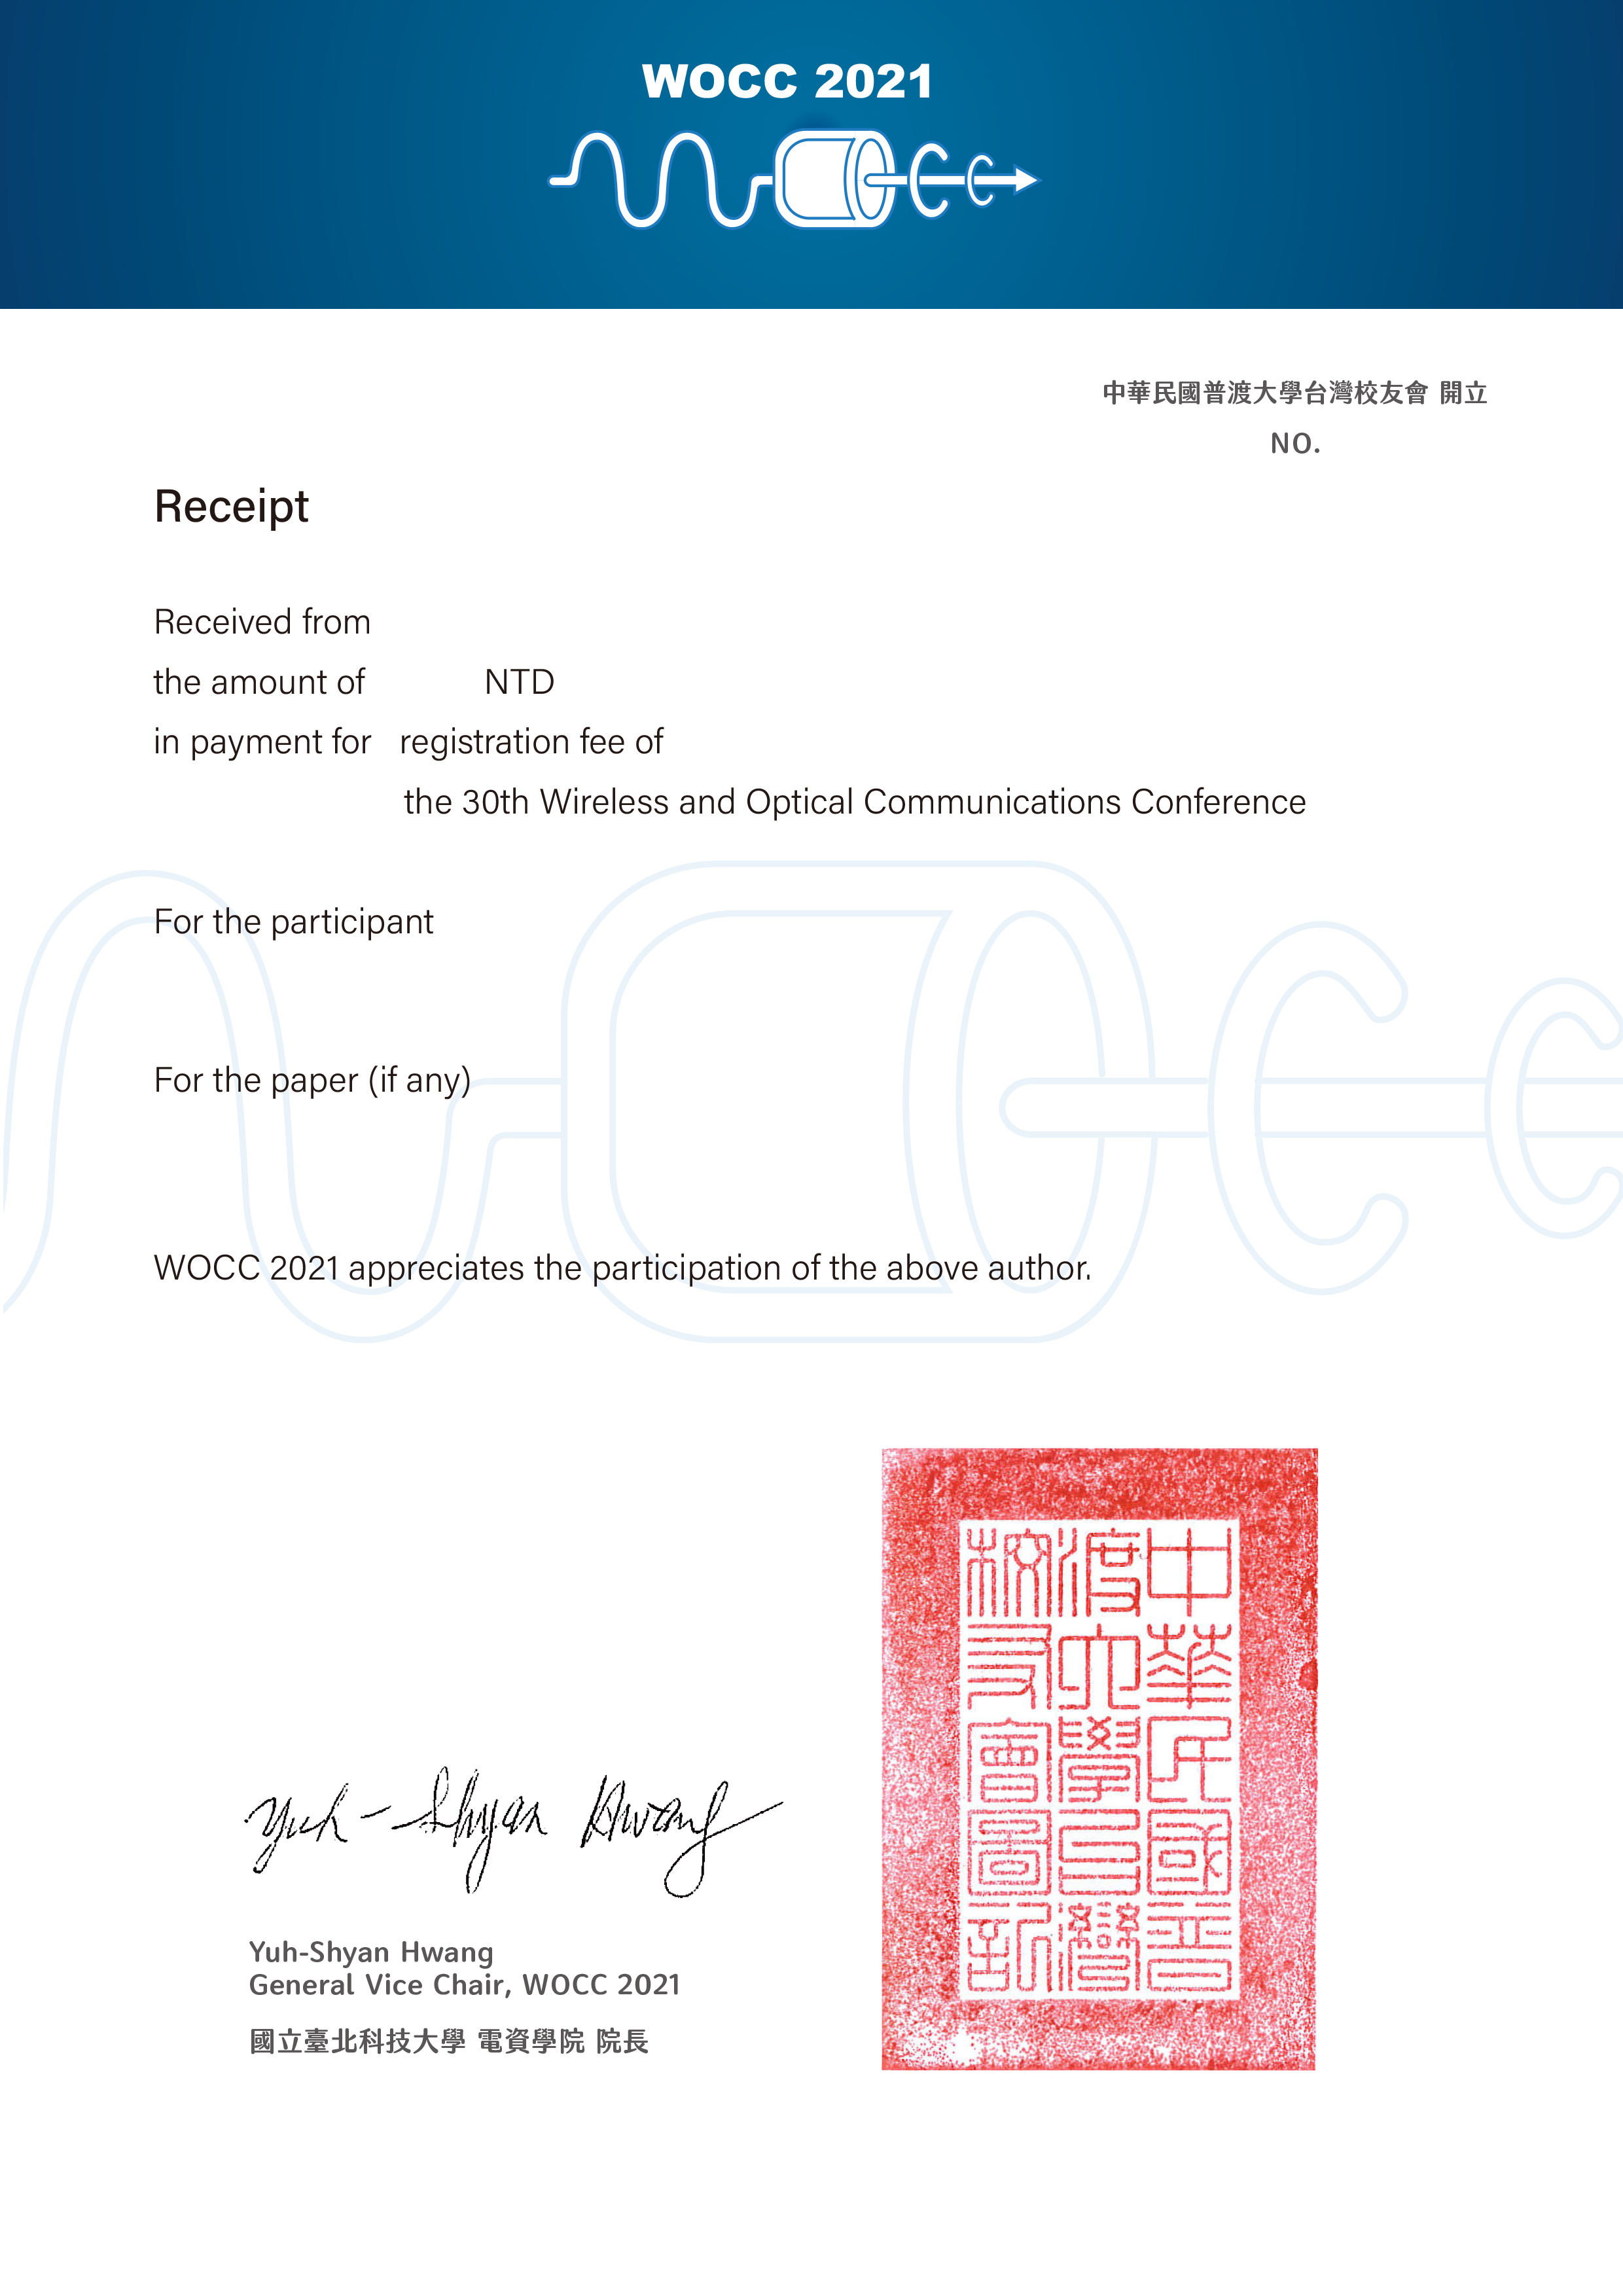 WOCC 2021
中華民國普渡大學台灣校友會 開立
NO.
Receipt
Received from
the amount of NTD
in payment for registration fee of
the 30th Wireless and Optical Communications Conference
For the participant
For the paper (if any)
WOCC 2021 appreciates the participation of the above author.
Yuh-Shyan Hwang
Yuh-Shyan Hwang
General Vice Chair, WOCC 2021
國立臺北科技大學 電資學院 院長
中華民國普
渡大學台灣
校友會圖記